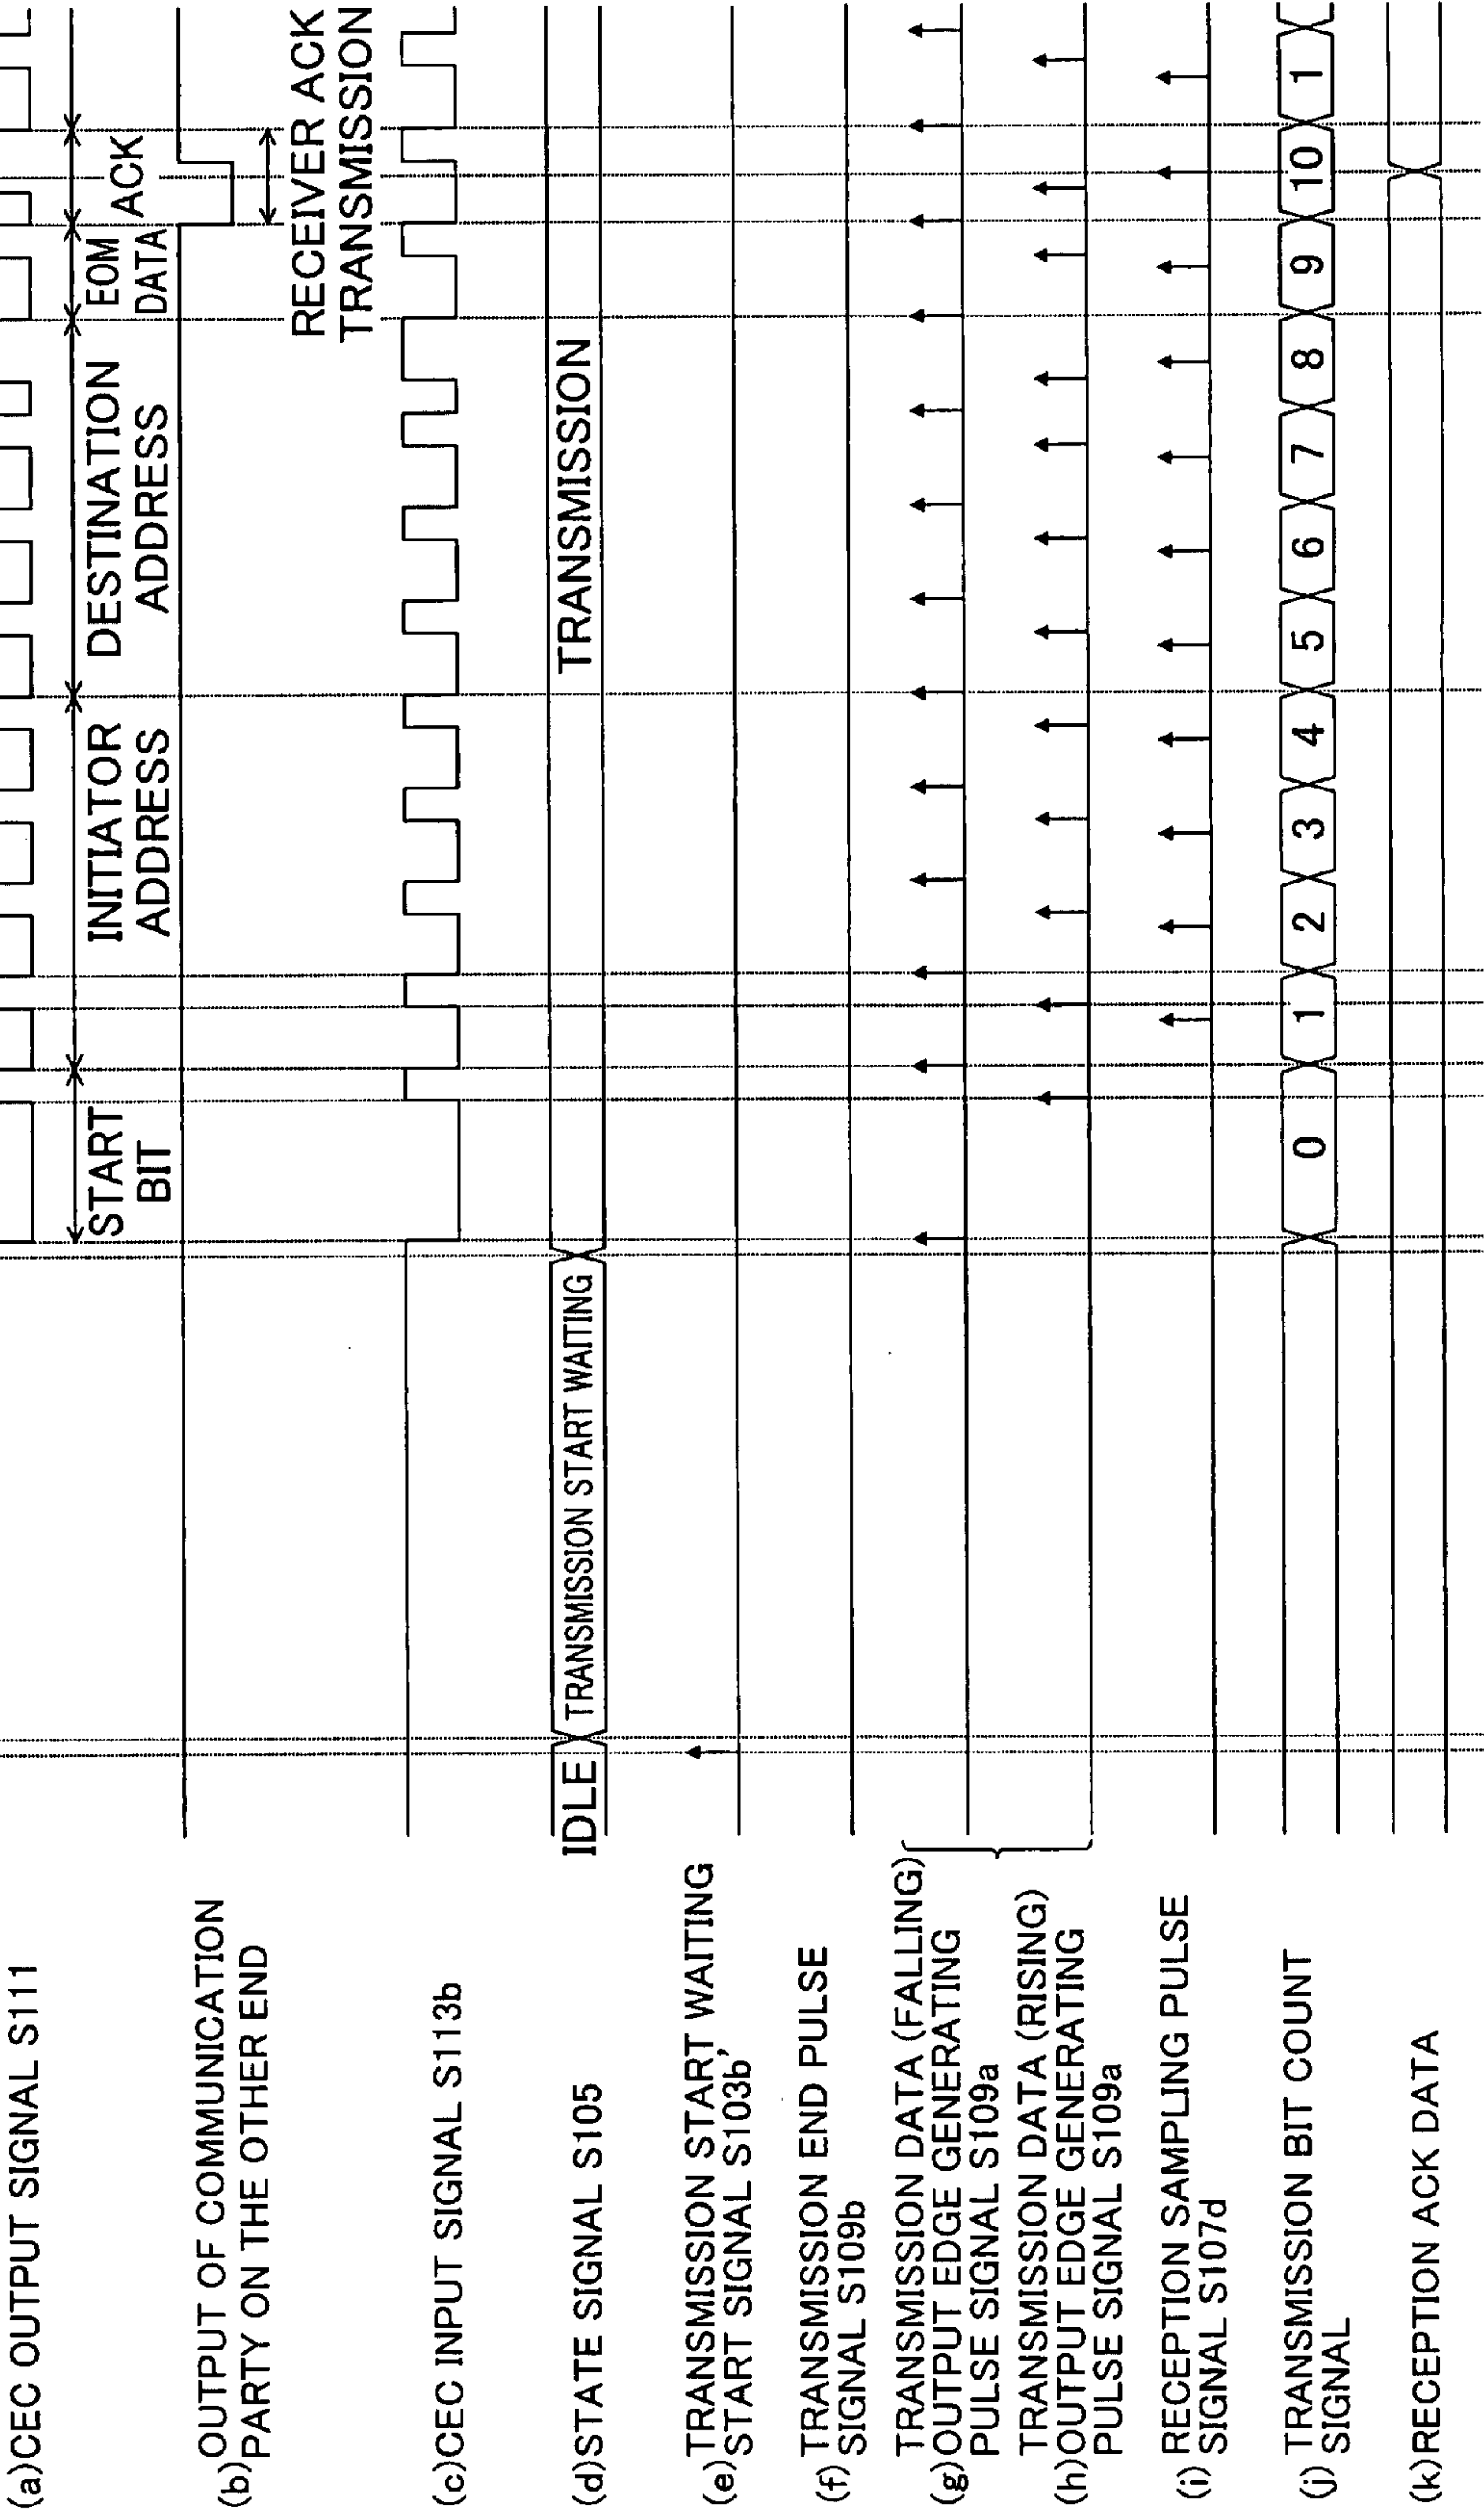 (a)CEC OUTPUT SIGNAL S111
START
BIT
INITIATOR
ADDRESS
DESTINATION
ADDRESS
EOM
DATA
ACK
(b)OUTPUT OF COMMUNICATION
PARTY ON THE OTHER END
RECEIVER ACK
TRANSMISSION
(c)CEC INPUT SIGNAL S113b
(d)STATE SIGNAL S105
IDLE
TRANSMISSION START WAITING
TRANSMISSION
(e)TRANSMISSION START WAITING
START SIGNAL S103b'
(f)TRANSMISSION END PULSE
SIGNAL S109b
TRANSMISSION DATA (FALLING)
(g)OUTPUT EDGE GENERATING
PULSE SIGNAL S109a
TRANSMISSION DATA (RISING)
(h)OUTPUT EDGE GENERATING
PULSE SIGNAL S109a
(i) RECEPTION SAMPLING PULSE
SIGNAL S107d
(j) TRANSMISSION BIT COUNT
SIGNAL
0 1 2 3 4 5 6 7 8 9 10 1
(k)RECEPTION ACK DATA